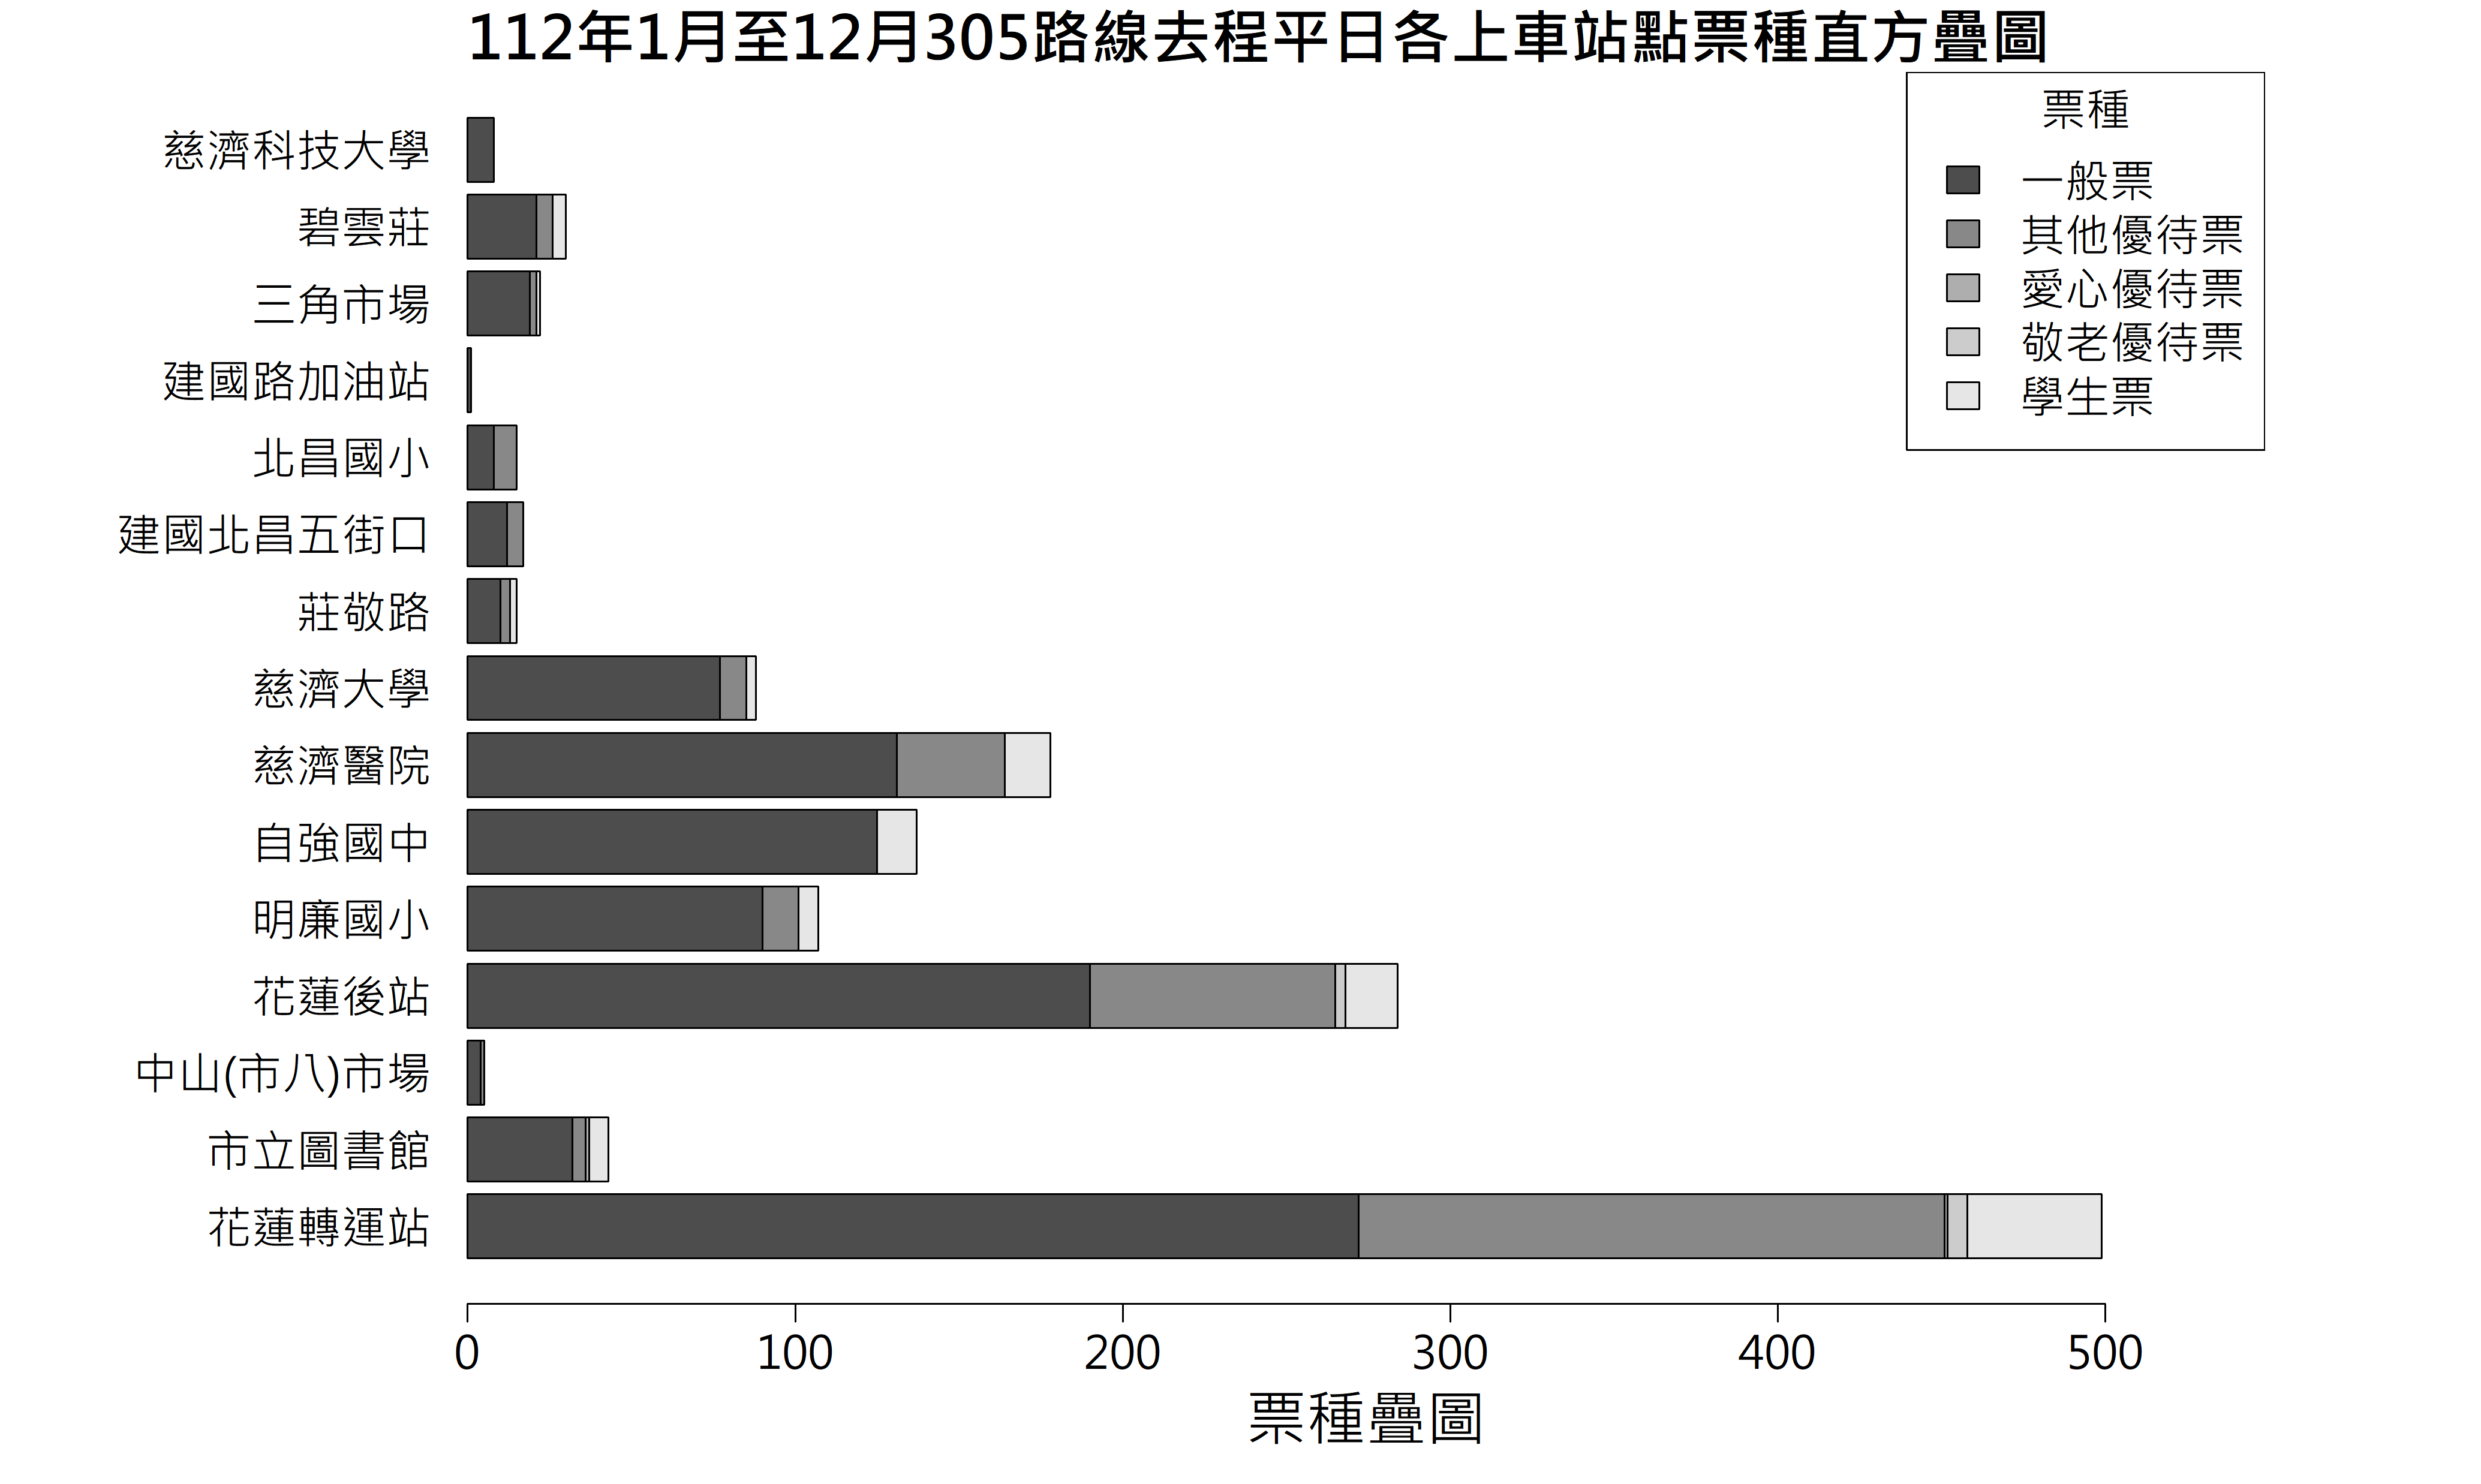 112年1月至12月305路線去程平日各上車站點票種直方疊圖
票種
一般票
其他優待票
愛心優待票
敬老優待票
學生票
慈濟科技大學
碧雲莊
三角市場
建國路加油站
北昌國小
建國北昌五街口
莊敬路
慈濟大學
慈濟醫院
自強國中
明廉國小
花蓮後站
中山(市八)市場
市立圖書館
花蓮轉運站
0 100 200 300 400 500
票種疊圖